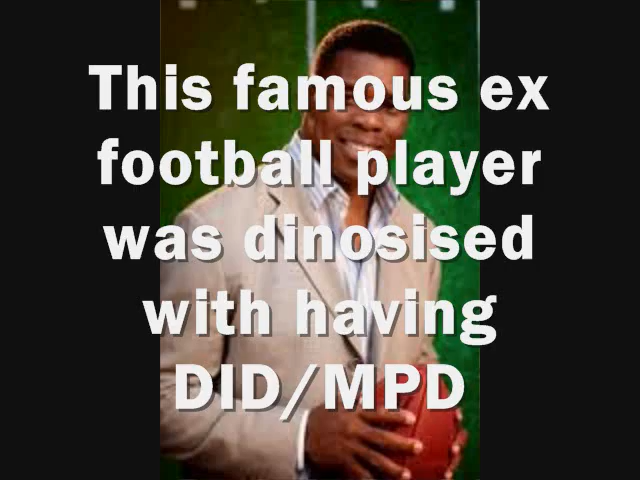 This famous ex
football player
was dinosised
with having
DID/MPD